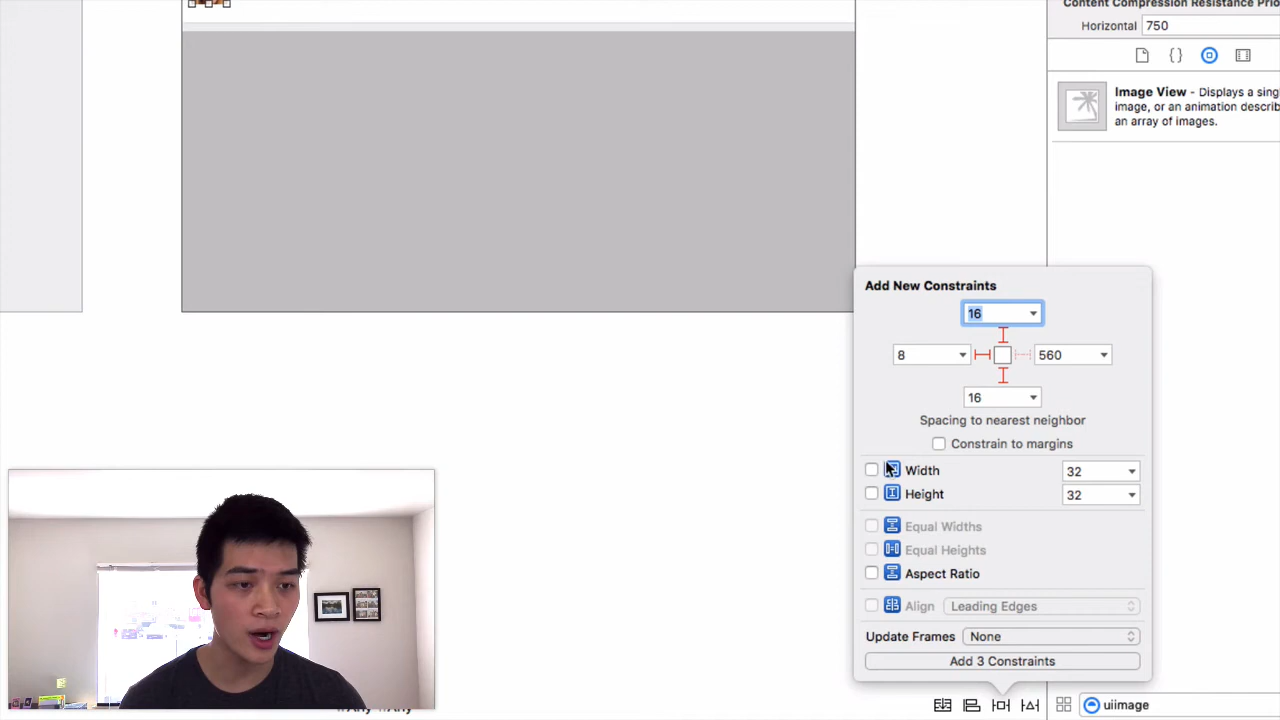 Content Compression Resistance Prio
Horizontal 750
Image View - Displays a sing
image, or an animation describ
an array of images.
Add New Constraints
16
8
560
16
Spacing to nearest neighbor
Constrain to margins
Width 32
Height 32
Equal Widths
Equal Heights
Aspect Ratio
Align Leading Edges
Update Frames None
Add 3 Constraints
uiimage